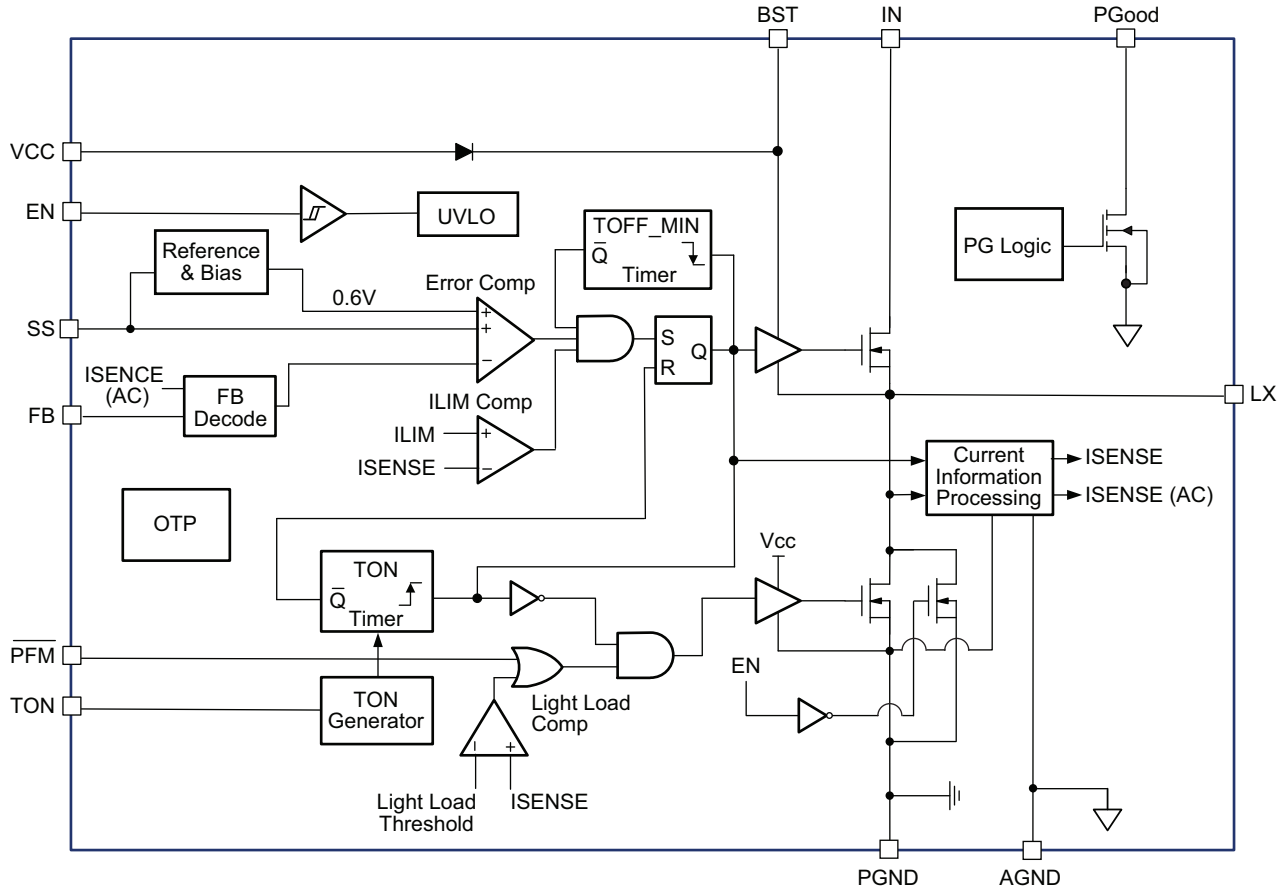 BST
IN
PGood
VCC
EN
UVLO
TOFF_MIN
Q̅
Timer
PG Logic
Reference
& Bias
Error Comp
0.6V
+
+
−
SS
S
R
Q
ISENCE
(AC)
FB
Decode
FB
LX
ILIM Comp
ILIM
+
ISENSE
−
Current
Information
Processing
ISENSE
ISENSE (AC)
OTP
Vcc
TON
Q̅
Timer
P̅F̅M̅
EN
TON
TON
Generator
Light Load
Comp
−
+
Light Load
Threshold
ISENSE
PGND
AGND